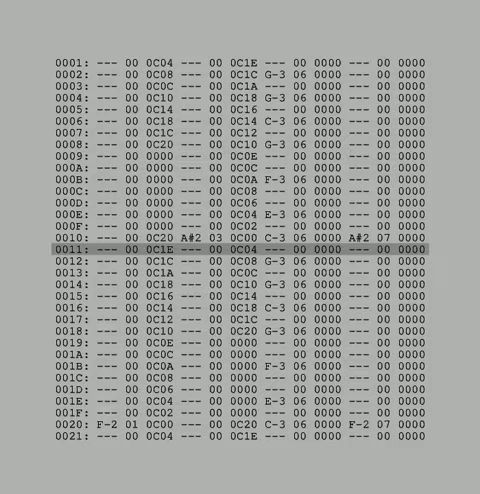 0001: --- 00 0C04 --- 00 0C1E --- 00 0000 --- 00 0000
0002: --- 00 0C08 --- 00 0C1C G-3 06 0000 --- 00 0000
0003: --- 00 0C0C --- 00 0C1A --- 00 0000 --- 00 0000
0004: --- 00 0C10 --- 00 0C18 G-3 06 0000 --- 00 0000
0005: --- 00 0C14 --- 00 0C16 --- 00 0000 --- 00 0000
0006: --- 00 0C18 --- 00 0C14 C-3 06 0000 --- 00 0000
0007: --- 00 0C1C --- 00 0C12 --- 00 0000 --- 00 0000
0008: --- 00 0C20 --- 00 0C10 G-3 06 0000 --- 00 0000
0009: --- 00 0000 --- 00 0C0E --- 00 0000 --- 00 0000
000A: --- 00 0000 --- 00 0C0C --- 00 0000 --- 00 0000
000B: --- 00 0000 --- 00 0C0A F-3 06 0000 --- 00 0000
000C: --- 00 0000 --- 00 0C08 --- 00 0000 --- 00 0000
000D: --- 00 0000 --- 00 0C06 --- 00 0000 --- 00 0000
000E: --- 00 0000 --- 00 0C04 E-3 06 0000 --- 00 0000
000F: --- 00 0000 --- 00 0C02 --- 00 0000 --- 00 0000
0010: --- 00 0C20 A#2 03 0C00 C-3 06 0000 A#2 07 0000
0011: --- 00 0C1E --- 00 0C04 --- 00 0000 --- 00 0000
0012: --- 00 0C1C --- 00 0C08 G-3 06 0000 --- 00 0000
0013: --- 00 0C1A --- 00 0C0C --- 00 0000 --- 00 0000
0014: --- 00 0C18 --- 00 0C10 G-3 06 0000 --- 00 0000
0015: --- 00 0C16 --- 00 0C14 --- 00 0000 --- 00 0000
0016: --- 00 0C14 --- 00 0C18 C-3 06 0000 --- 00 0000
0017: --- 00 0C12 --- 00 0C1C --- 00 0000 --- 00 0000
0018: --- 00 0C10 --- 00 0C20 G-3 06 0000 --- 00 0000
0019: --- 00 0C0E --- 00 0000 --- 00 0000 --- 00 0000
001A: --- 00 0C0C --- 00 0000 --- 00 0000 --- 00 0000
001B: --- 00 0C0A --- 00 0000 F-3 06 0000 --- 00 0000
001C: --- 00 0C08 --- 00 0000 --- 00 0000 --- 00 0000
001D: --- 00 0C06 --- 00 0000 --- 00 0000 --- 00 0000
001E: --- 00 0C04 --- 00 0000 E-3 06 0000 --- 00 0000
001F: --- 00 0C02 --- 00 0000 --- 00 0000 --- 00 0000
0020: F-2 01 0C00 --- 00 0C20 C-3 06 0000 F-2 07 0000
0021: --- 00 0C04 --- 00 0C1E --- 00 0000 --- 00 0000